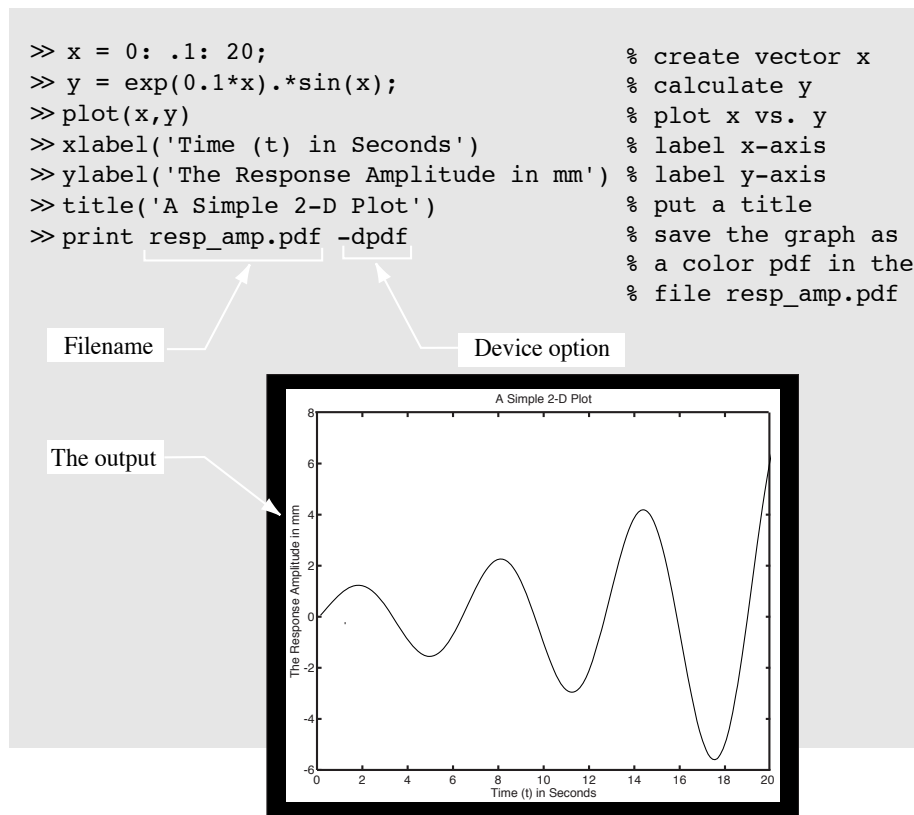 ≫ x = 0: .1: 20; % create vector x
≫ y = exp(0.1*x).*sin(x); % calculate y
≫ plot(x,y) % plot x vs. y
≫ xlabel('Time (t) in Seconds') % label x-axis
≫ ylabel('The Response Amplitude in mm') % label y-axis
≫ title('A Simple 2-D Plot') % put a title
≫ print resp_amp.pdf -dpdf % save the graph as
% a color pdf in the
% file resp_amp.pdf
Filename
Device option
The output
A Simple 2-D Plot
The Response Amplitude in mm
8
6
4
2
0
-2
-4
-6
0 2 4 6 8 10 12 14 16 18 20
Time (t) in Seconds